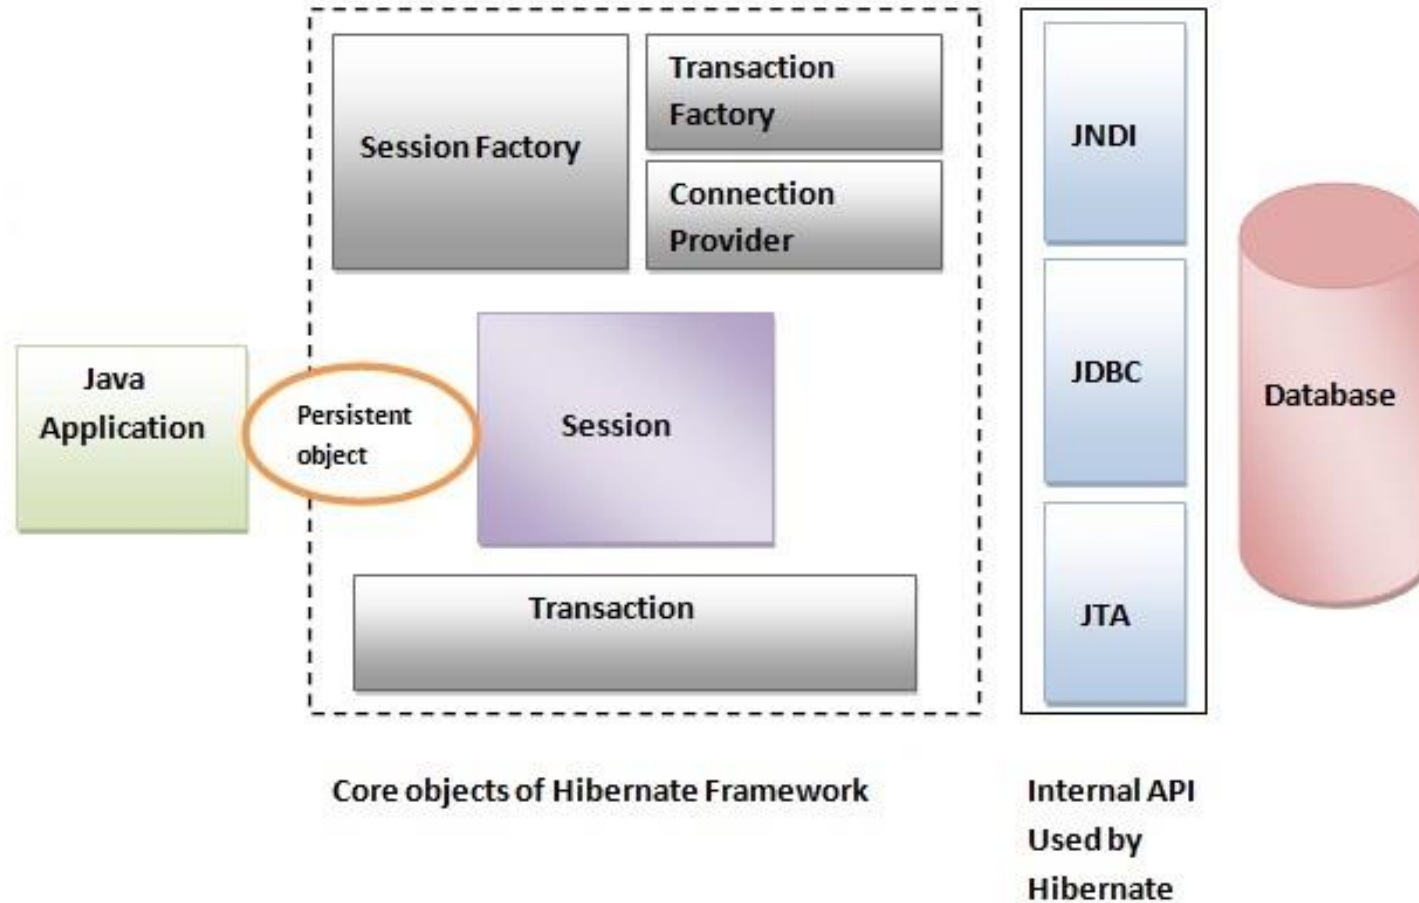 Session Factory
Transaction
Factory
Connection
Provider
JNDI
Java
Application
Persistent
object
Session
JDBC
Database
Transaction
JTA
Core objects of Hibernate Framework
Internal API
Used by
Hibernate